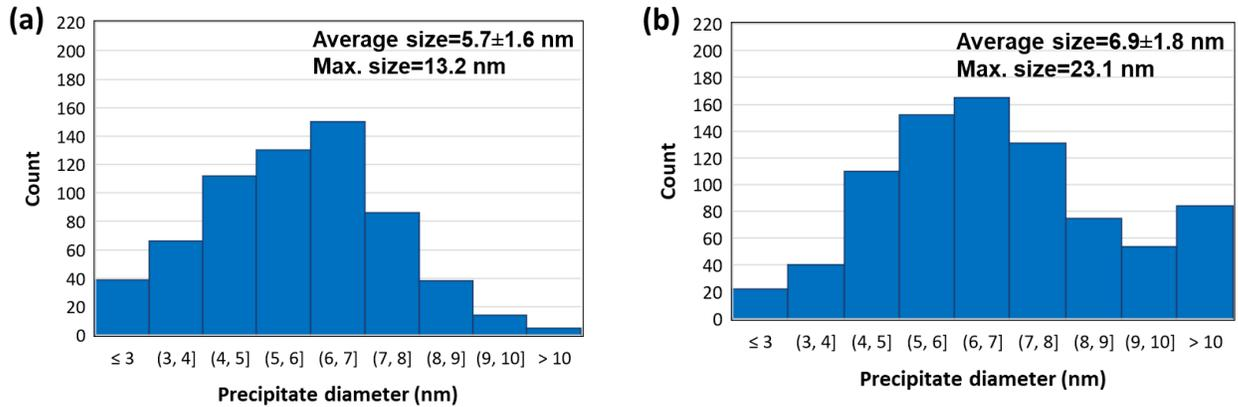 (a)
Average size=5.7±1.6 nm
Max. size=13.2 nm
Count
220
200
180
160
140
120
100
80
60
40
20
0
≤ 3 (3, 4] (4, 5] (5, 6] (6, 7] (7, 8] (8, 9] (9, 10] > 10
Precipitate diameter (nm)
(b)
Average size=6.9±1.8 nm
Max. size=23.1 nm
Count
220
200
180
160
140
120
100
80
60
40
20
0
≤ 3 (3, 4] (4, 5] (5, 6] (6, 7] (7, 8] (8, 9] (9, 10] > 10
Precipitate diameter (nm)